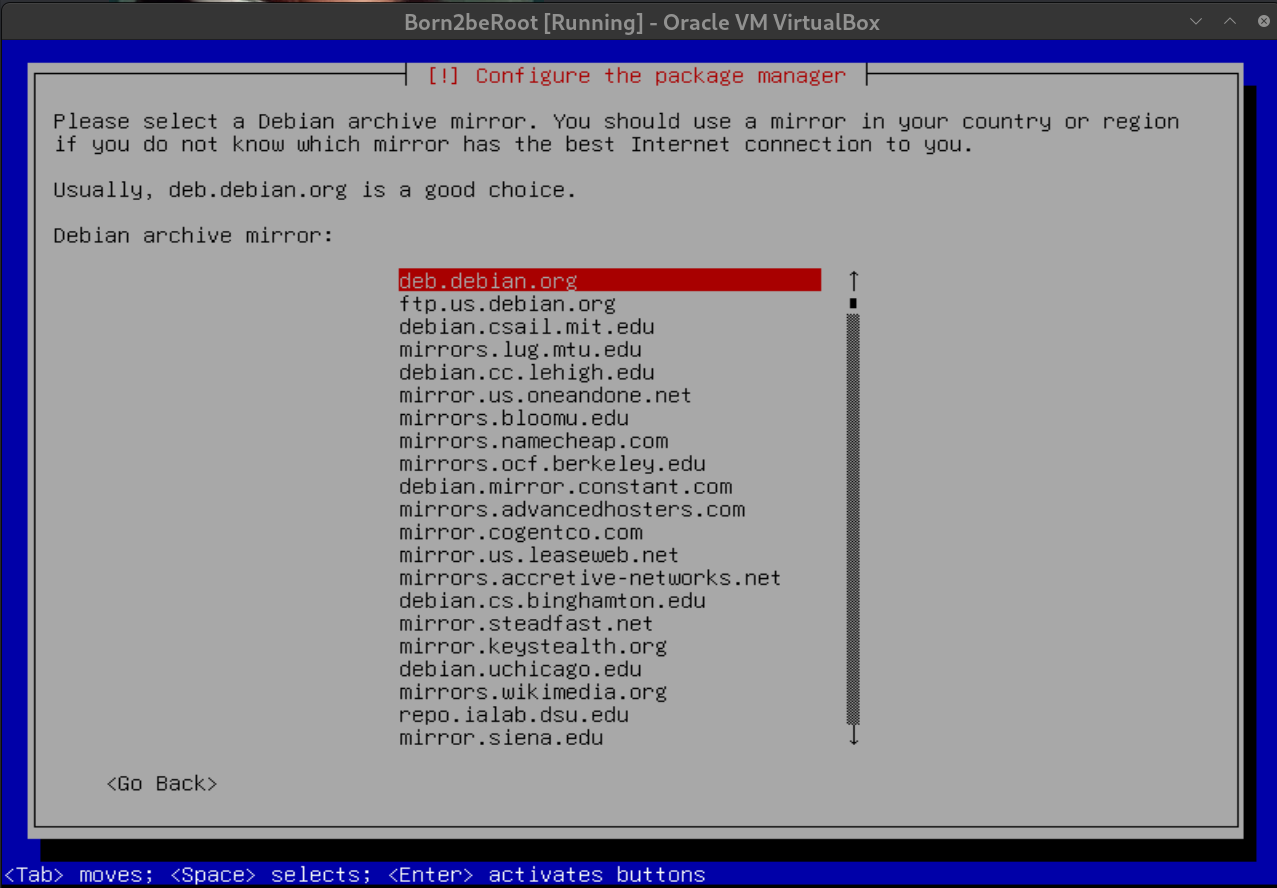 Born2beRoot [Running] - Oracle VM VirtualBox
[!] Configure the package manager
Please select a Debian archive mirror. You should use a mirror in your country or region
if you do not know which mirror has the best Internet connection to you.
Usually, deb.debian.org is a good choice.
Debian archive mirror:
deb.debian.org
ftp.us.debian.org
debian.csail.mit.edu
mirrors.lug.mtu.edu
debian.cc.lehigh.edu
mirror.us.oneandone.net
mirrors.bloomu.edu
mirrors.namecheap.com
mirrors.ocf.berkeley.edu
debian.mirror.constant.com
mirrors.advancedhosters.com
mirror.cogentco.com
mirror.us.leaseweb.net
mirrors.accretive-networks.net
debian.cs.binghamton.edu
mirror.steadfast.net
mirror.keystealth.org
debian.uchicago.edu
mirrors.wikimedia.org
repo.ialab.dsu.edu
mirror.siena.edu
<Go Back>
<Tab> moves; <Space> selects; <Enter> activates buttons